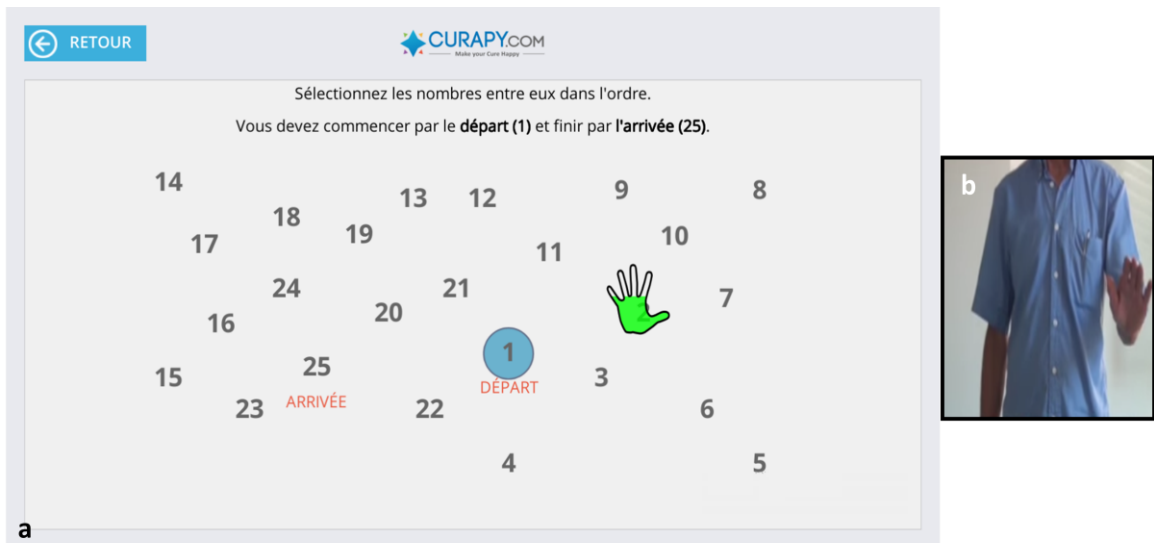 RETOUR
CURAPY.COM
Make your Cure Happy
Sélectionnez les nombres entre eux dans l'ordre.
Vous devez commencer par le départ (1) et finir par l'arrivée (25).
14
18
13
12
9
8
17
19
11
10
24
21
2
7
16
20
1
DÉPART
15
25
ARRIVÉE
3
23
22
6
4
5
a
b